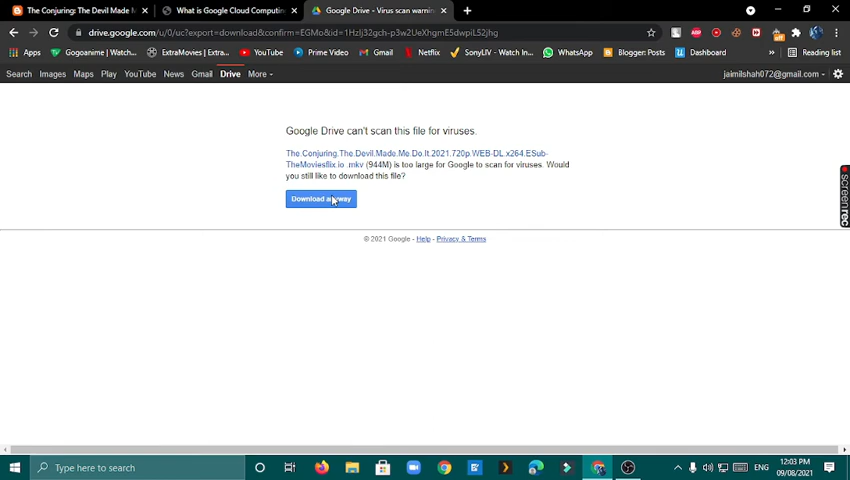 The Conjuring: The Devil Made M
What is Google Cloud Computing
Google Drive - Virus scan warnin
drive.google.com/u/0/uc?export=download&confirm=EGMo&id=1HzIj32gch-p3w2UeXhgmE5dwpiL52jhg
Apps
Gogoanime | Watch...
ExtraMovies | Extra...
YouTube
Prime Video
Gmail
Netflix
SonyLIV - Watch In...
WhatsApp
Blogger: Posts
Dashboard
Reading list
Search Images Maps Play YouTube News Gmail Drive More
jaimilshah072@gmail.com
Google Drive can't scan this file for viruses.
The.Conjuring.The.Devil.Made.Me.Do.It.2021.720p.WEB-DL.x264.ESub-
TheMoviesflix.io .mkv (944M) is too large for Google to scan for viruses. Would
you still like to download this file?
Download anyway
© 2021 Google - Help - Privacy & Terms
screenrec
Type here to search
ENG
12:03 PM
09/08/2021